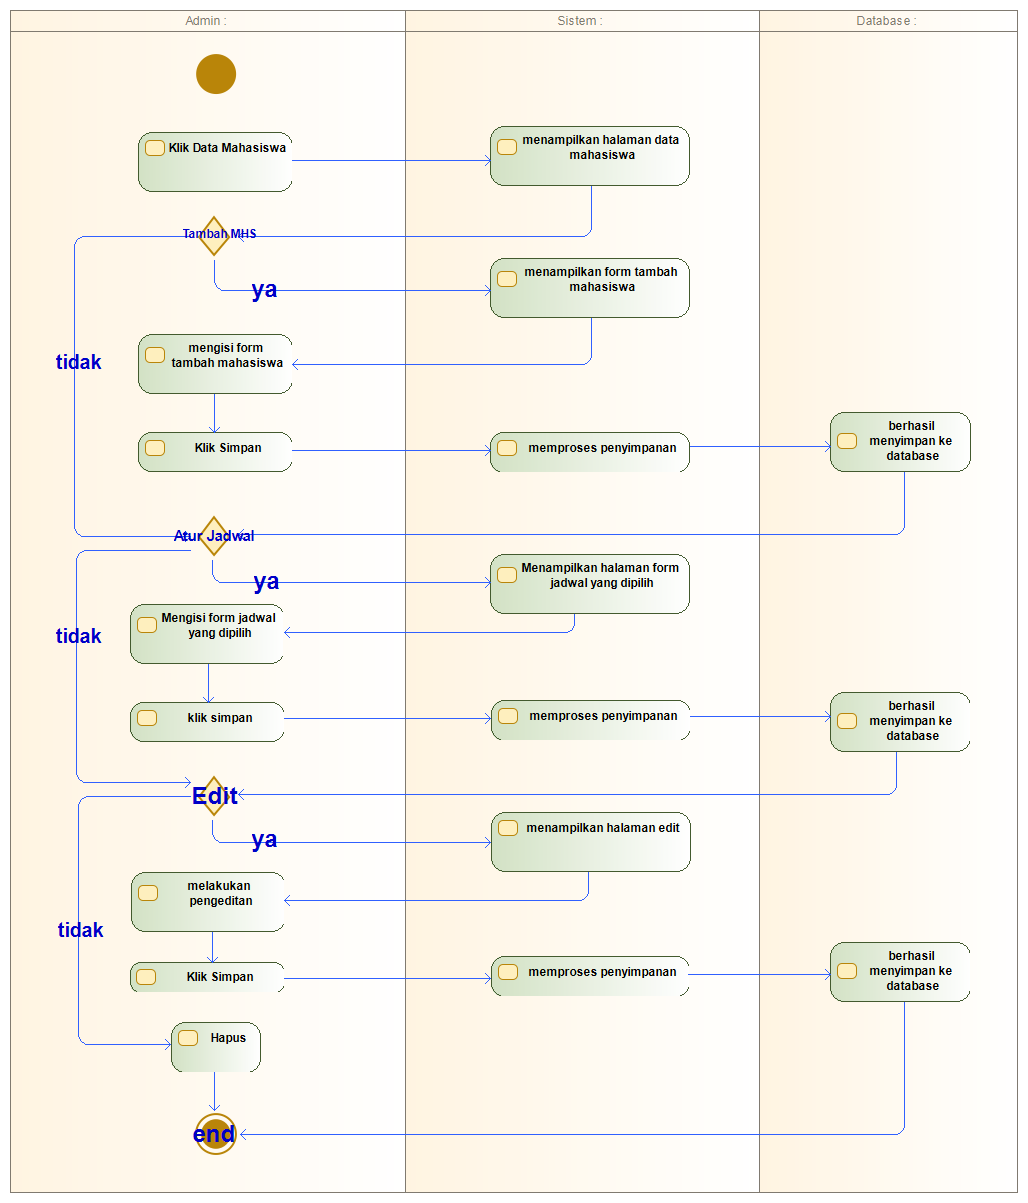 Admin :
Sistem :
Database :
Klik Data Mahasiswa
menampilkan halaman data
mahasiswa
Tambah MHS
menampilkan form tambah
mahasiswa
ya
mengisi form
tambah mahasiswa
tidak
Klik Simpan
memproses penyimpanan
berhasil
menyimpan ke
database
Atur Jadwal
Menampilkan halaman form
jadwal yang dipilih
ya
Mengisi form jadwal
yang dipilih
tidak
klik simpan
memproses penyimpanan
berhasil
menyimpan ke
database
Edit
menampilkan halaman edit
ya
melakukan
pengeditan
tidak
Klik Simpan
memproses penyimpanan
berhasil
menyimpan ke
database
Hapus
end